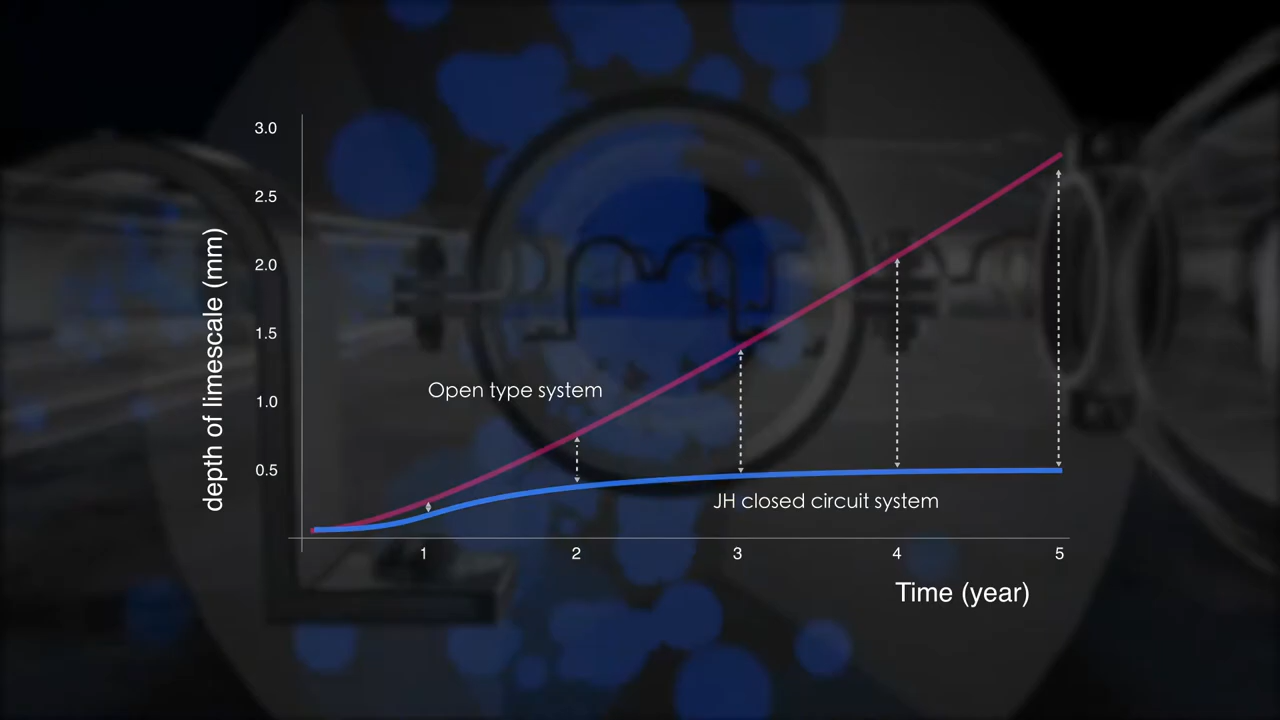 3.0
2.5
2.0
1.5
1.0
0.5
depth of limescale (mm)
Open type system
JH closed circuit system
1 2 3 4 5
Time (year)